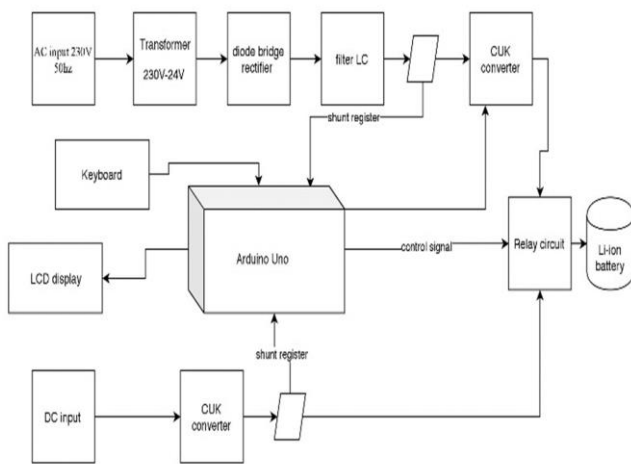 AC input 230V
50hz
Transformer
230V-24V
diode bridge
rectifier
filter LC
CUK
converter
shunt register
Keyboard
Arduino Uno
control signal
Relay circuit
Li-ion
battery
LCD display
shunt register
DC input
CUK
converter